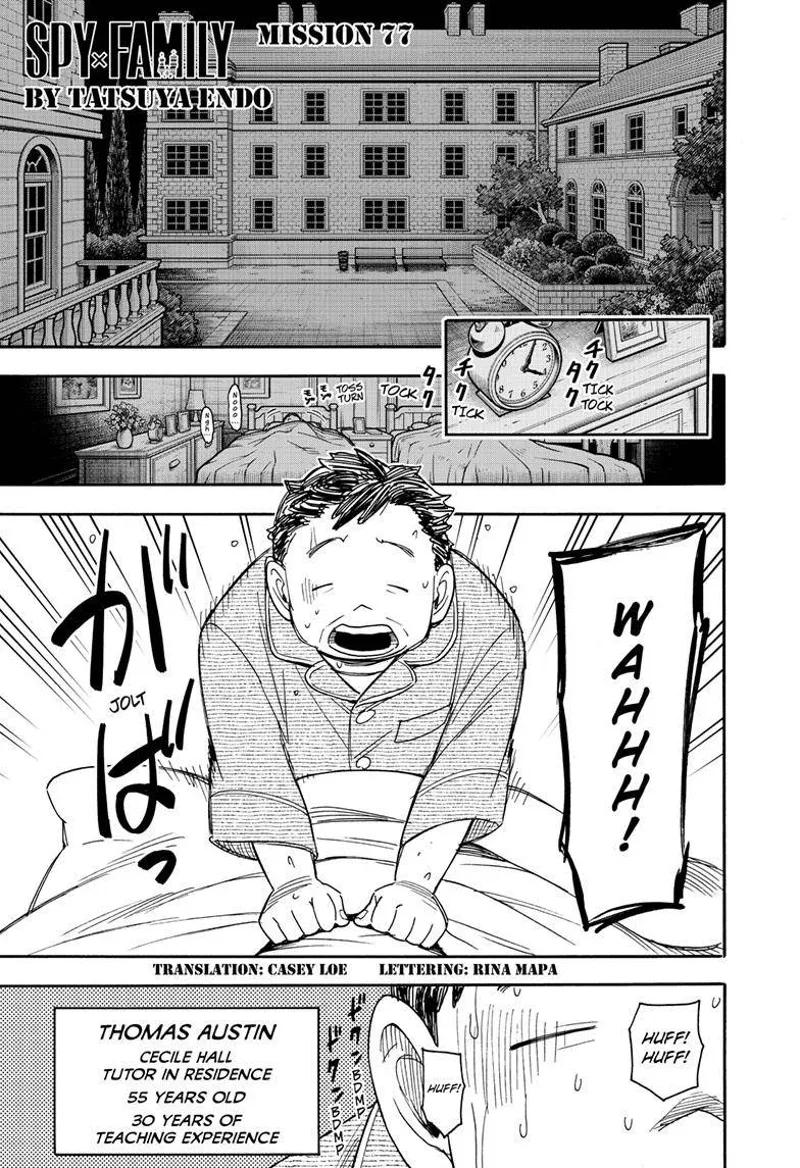 SPY×FAMILY
MISSION 77
BY TATSUYA ENDO
チク
TICK
TOCK
タク
チク
TICK
タク
TOCK
TOSS
TURN
NOOO
NGH
WAHHH!
がばっ
JOLT
TRANSLATION: CASEY LOE
LETTERING: RINA MAPA
HUFF!
HUFF!
HUFF!
ドクン
ドクン
BDMP
BDMP
THOMAS AUSTIN
CECILE HALL
TUTOR IN RESIDENCE
55 YEARS OLD
30 YEARS OF
TEACHING EXPERIENCE